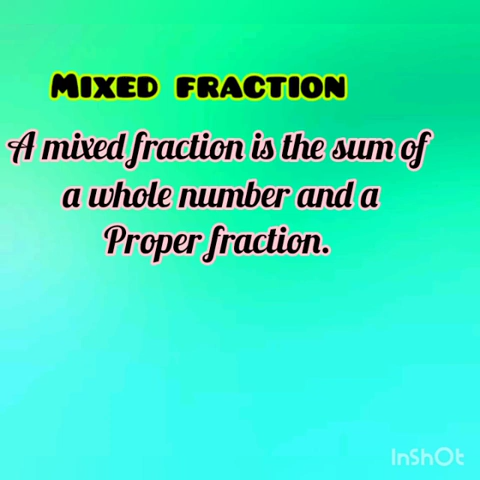 Mixed fraction
A mixed fraction is the sum of
a whole number and a
Proper fraction.
InShOt